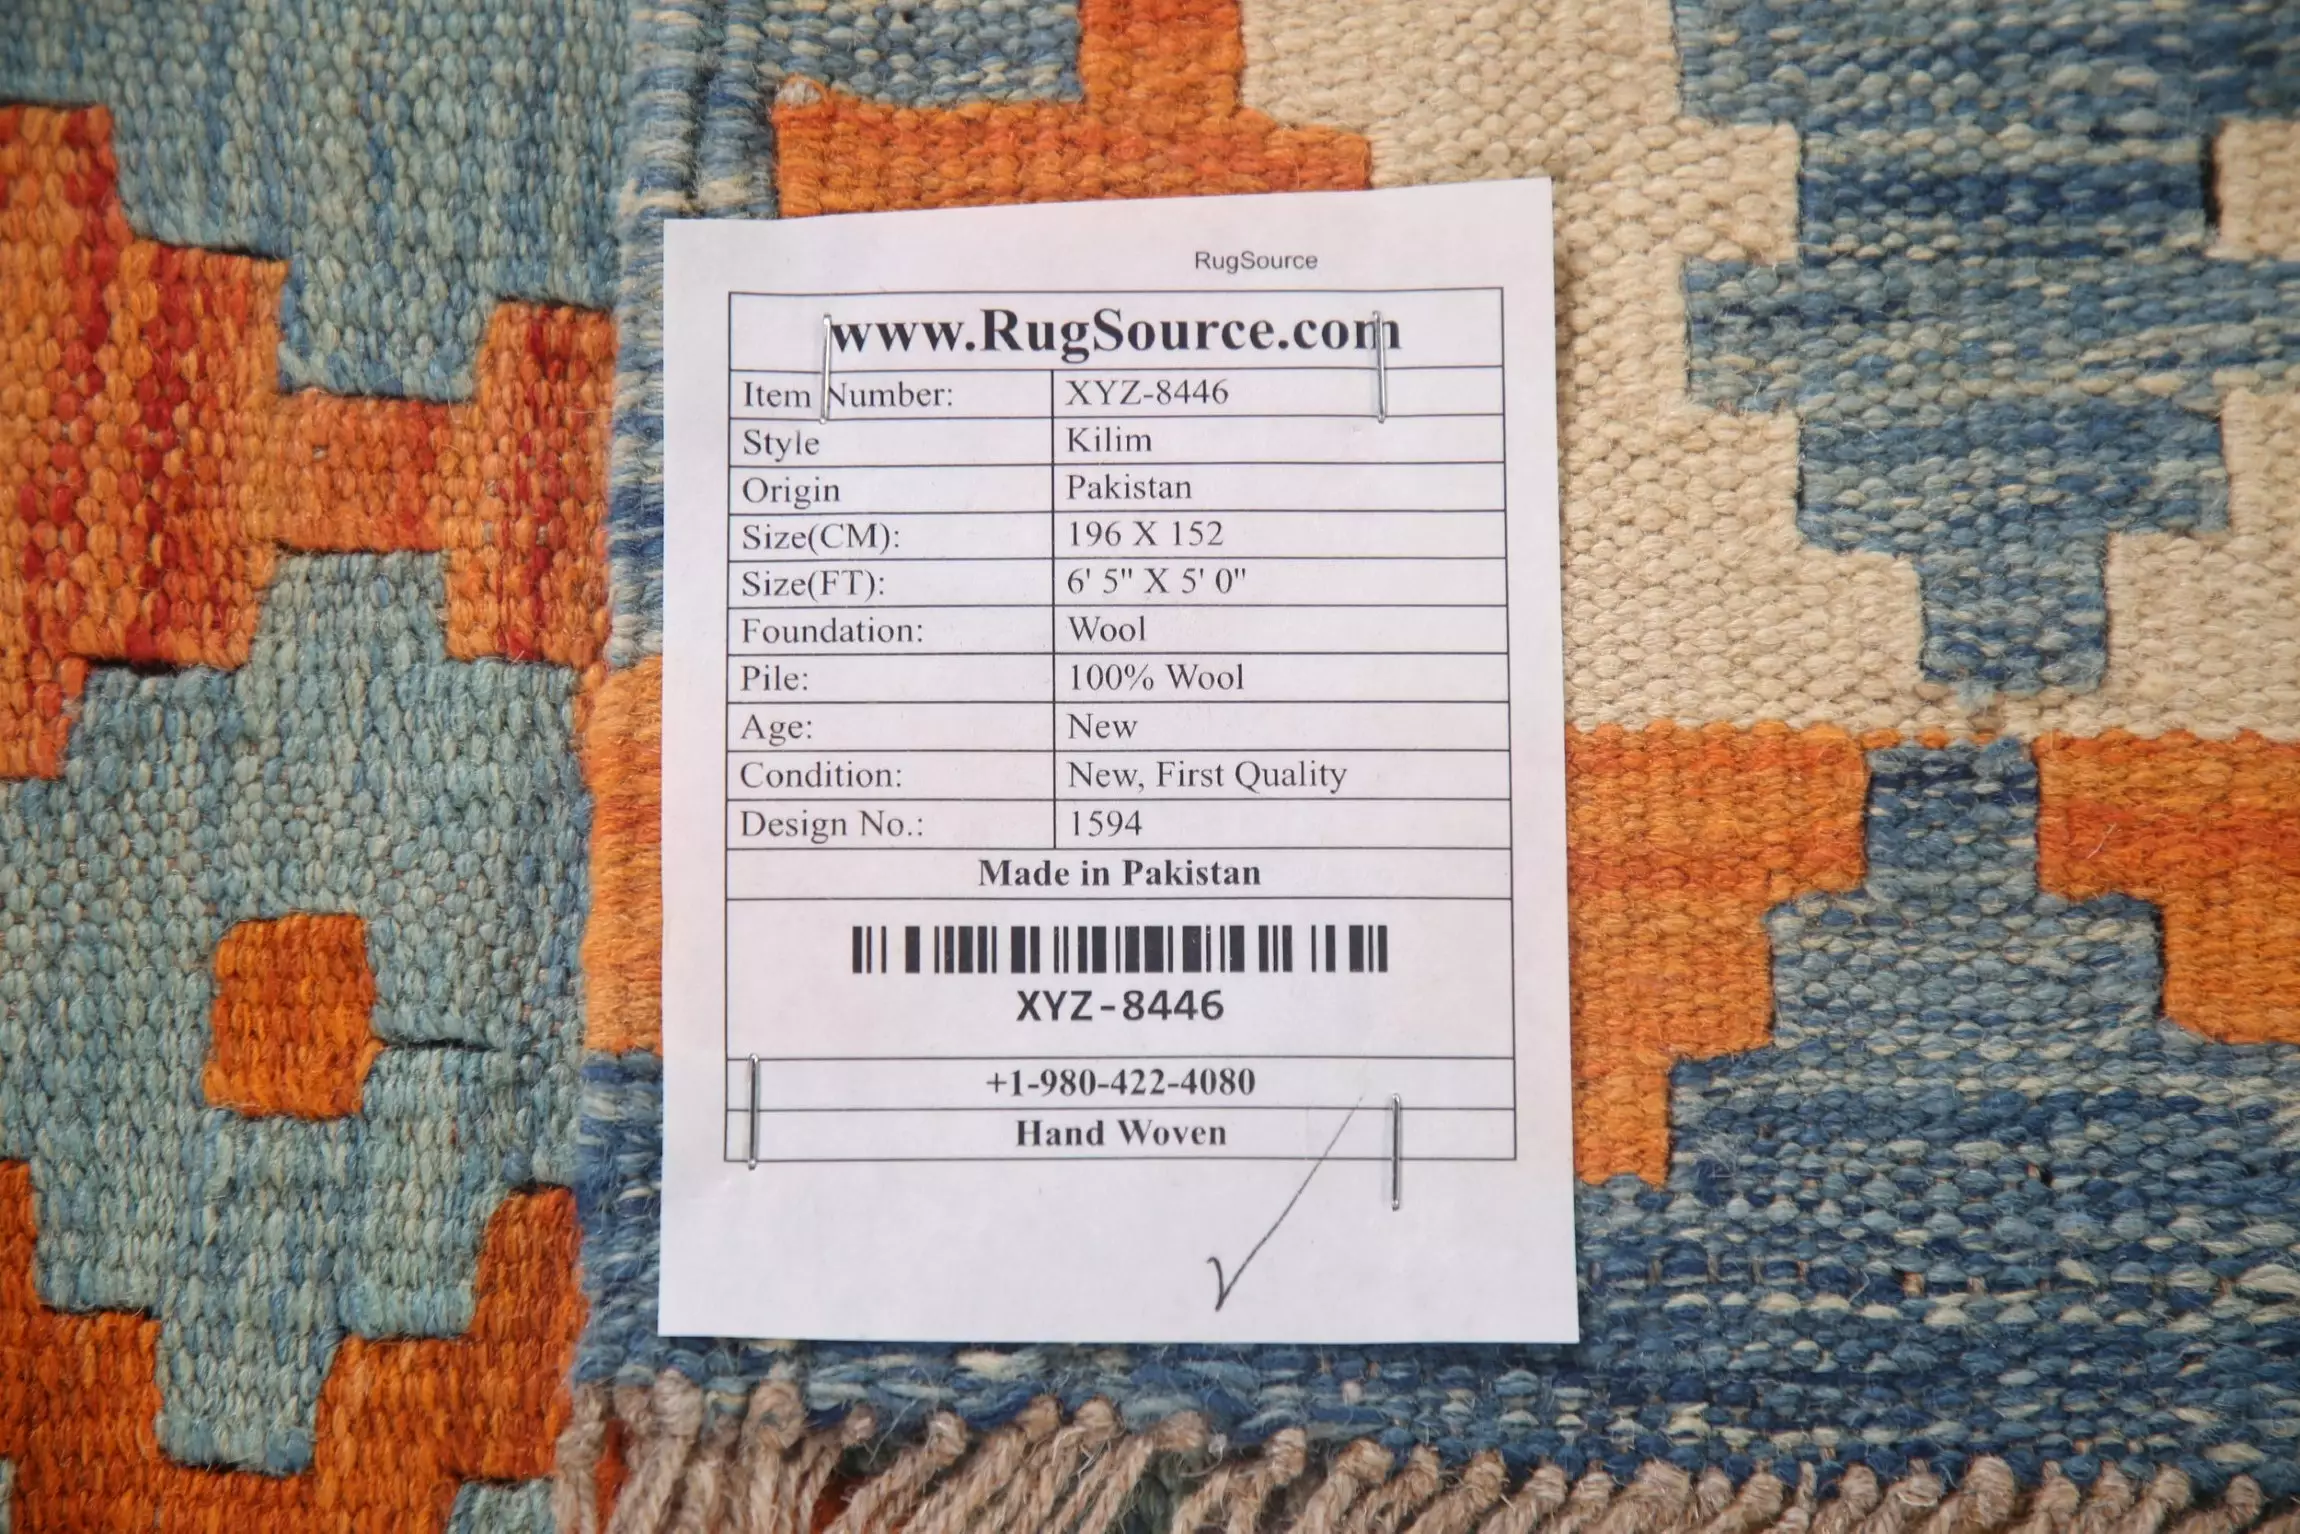 RugSource
www.RugSource.com
Item Number: XYZ-8446
Style Kilim
Origin Pakistan
Size(CM): 196 X 152
Size(FT): 6' 5" X 5' 0"
Foundation: Wool
Pile: 100% Wool
Age: New
Condition: New, First Quality
Design No.: 1594
Made in Pakistan
XYZ-8446
+1-980-422-4080
Hand Woven